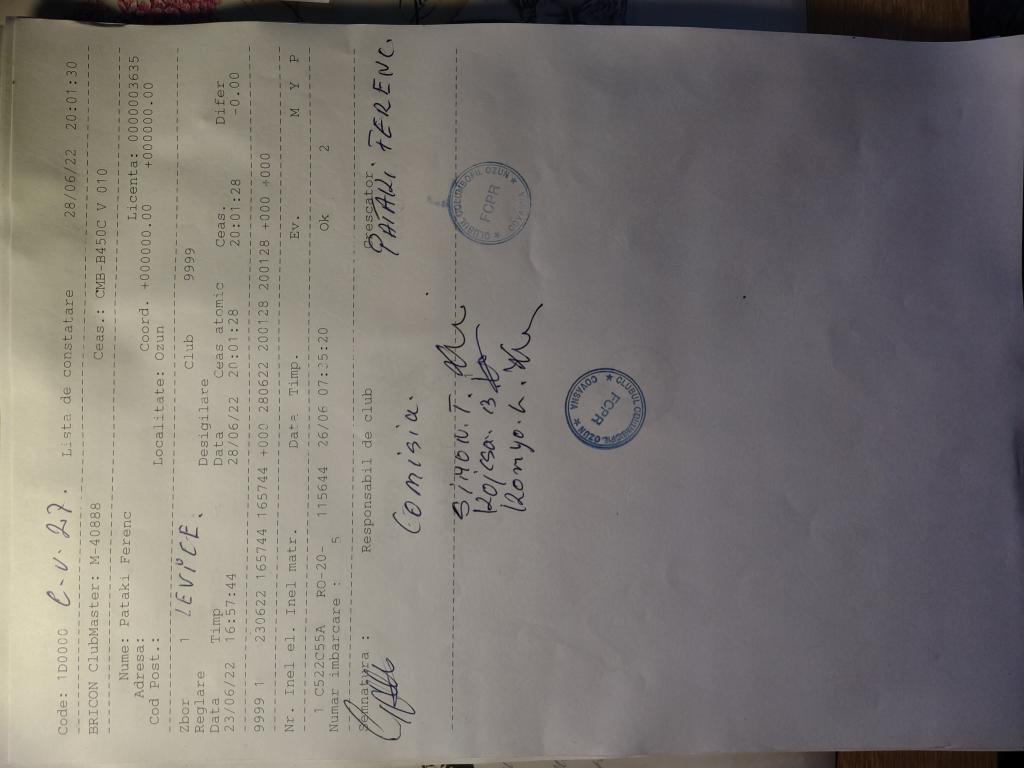 Code: 1D0000 C-V. 27. Lista de constatare 28/06/22 20:01:30
BRICON ClubMaster: M-40888 Ceas.: CMB-B450C V 010
Nume: Pataki Ferenc Licenta: 0000003635
Adresa: Coord. +000000.00 +000000.00
Cod Post.: Localitate: Ozun
Zbor 1 LEVICE. Club 9999
Reglare Desigilare
Data Timp Data Ceas atomic Ceas. Difer
23/06/22 16:57:44 28/06/22 20:01:28 20:01:28 -0.00
9999 1 230622 165744 165744 +000 280622 200128 200128 +000 +000
Nr. Inel el. Inel matr. Data Timp. Ev. M Y P
1 C522C55A RO-20- 115644 26/06 07:35:20 Ok 2
Numar imbarcare : 5
Semnatura : Responsabil de club Crescator
Comisia. PATAKI FERENC.
SIMON. T.
CLUBUL COLUMBOFIL OZUN
FCPR
COVASNA
CLUBUL COLUMBOFIL OZUN
FCPR
COVASNA